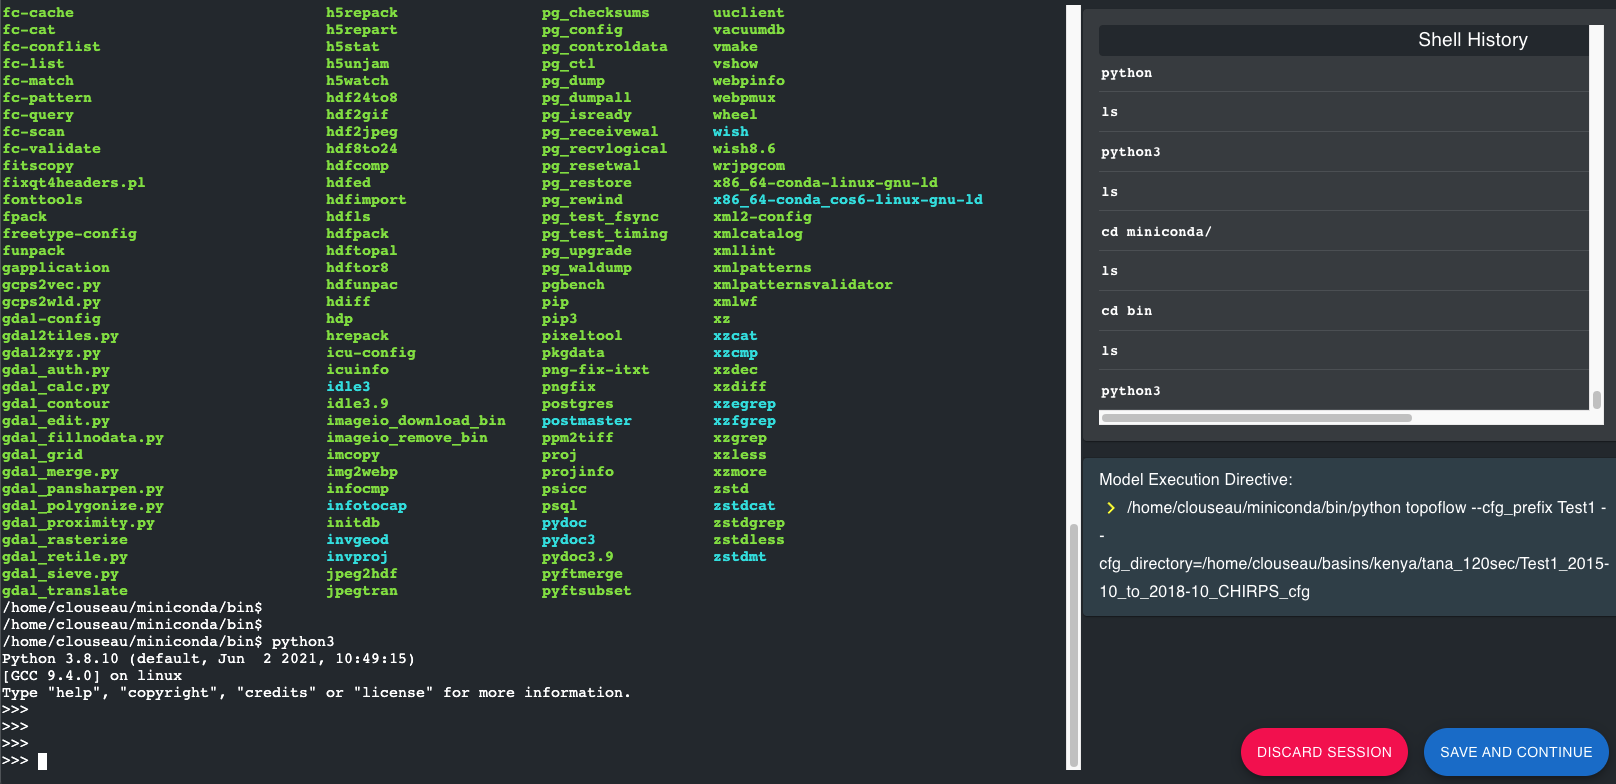 fc-cache h5repack pg_checksums uuclient
fc-cat h5repart pg_config vacuumdb
fc-conflist h5stat pg_controldata vmake
fc-list h5unjam pg_ctl vshow
fc-match h5watch pg_dump webpinfo
fc-pattern hdf24to8 pg_dumpall webpmux
fc-query hdf2gif pg_isready wheel
fc-scan hdf2jpeg pg_receivewal wish
fc-validate hdf8to24 pg_recvlogical wish8.6
fitscopy hdfcomp pg_resetwal wrjpgcom
fixqt4headers.pl hdfed pg_restore x86_64-conda-linux-gnu-ld
fonttools hdfimport pg_rewind x86_64-conda_cos6-linux-gnu-ld
fpack hdfls pg_test_fsync xml2-config
freetype-config hdfpack pg_test_timing xmlcatalog
funpack hdftopal pg_upgrade xmllint
gapplication hdftor8 pg_waldump xmlpatterns
gcps2vec.py hdfunpac pgbench xmlpatternsvalidator
gcps2wld.py hdiff pip xmlwf
gdal-config hdp pip3 xz
gdal2tiles.py hrepack pixeltool xzcat
gdal2xyz.py icu-config pkgdata xzcmp
gdal_auth.py icuinfo png-fix-itxt xzdec
gdal_calc.py idle3 pngfix xzdiff
gdal_contour idle3.9 postgres xzegrep
gdal_edit.py imageio_download_bin postmaster xzfgrep
gdal_fillnodata.py imageio_remove_bin ppm2tiff xzgrep
gdal_grid imcopy proj xzless
gdal_merge.py img2webp projinfo xzmore
gdal_pansharpen.py infocmp psicc zstd
gdal_polygonize.py infotocap psql zstdcat
gdal_proximity.py initdb pydoc zstdgrep
gdal_rasterize invgeod pydoc3 zstdless
gdal_retile.py invproj pydoc3.9 zstdmt
gdal_sieve.py jpeg2hdf pyftmerge
gdal_translate jpegtran pyftsubset
/home/clouseau/miniconda/bin$
/home/clouseau/miniconda/bin$
/home/clouseau/miniconda/bin$ python3
Python 3.8.10 (default, Jun  2 2021, 10:49:15)
[GCC 9.4.0] on linux
Type "help", "copyright", "credits" or "license" for more information.
>>>
>>>
>>>
>>>
Shell History
python
ls
python3
ls
cd miniconda/
ls
cd bin
ls
python3
Model Execution Directive:
/home/clouseau/miniconda/bin/python topoflow --cfg_prefix Test1 -
-
cfg_directory=/home/clouseau/basins/kenya/tana_120sec/Test1_2015-
10_to_2018-10_CHIRPS_cfg
DISCARD SESSION
SAVE AND CONTINUE